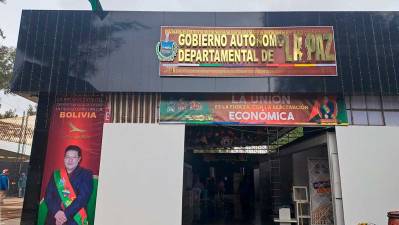 GOBIERNO AUTÓNOMO
DEPARTAMENTAL DE LA PAZ
LA UNIÓN
ES LA FUERZA, CON LA REACTIVACIÓN
ECONÓMICA
BOLIVIA